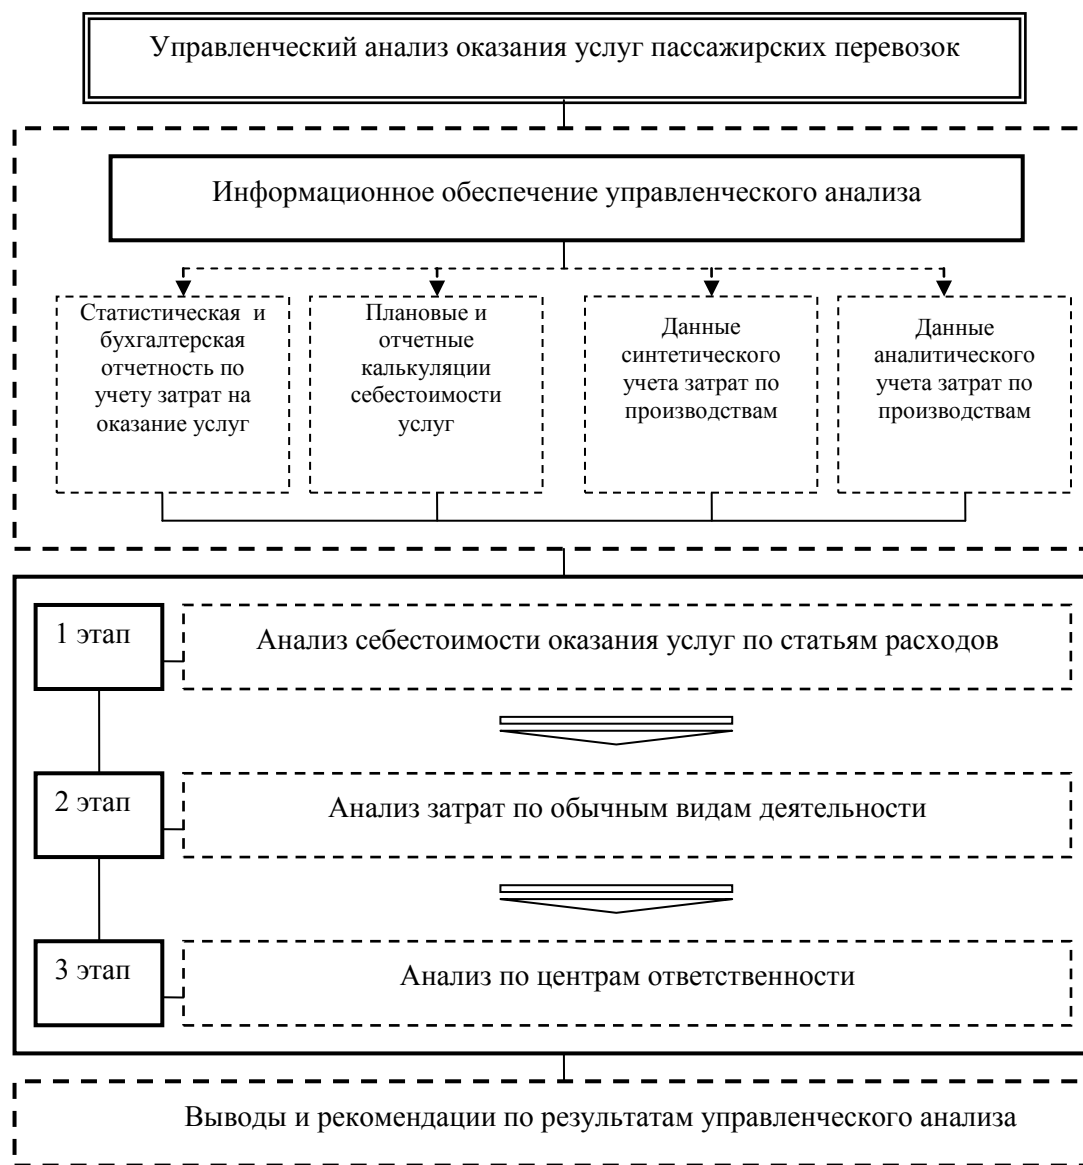 Управленческий анализ оказания услуг пассажирских перевозок
Информационное обеспечение управленческого анализа
Статистическая и
бухгалтерская
отчетность по
учету затрат на
оказание услуг
Плановые и
отчетные
калькуляции
себестоимости
услуг
Данные
синтетического
учета затрат по
производствам
Данные
аналитического
учета затрат по
производствам
1 этап
Анализ себестоимости оказания услуг по статьям расходов
2 этап
Анализ затрат по обычным видам деятельности
3 этап
Анализ по центрам ответственности
Выводы и рекомендации по результатам управленческого анализа